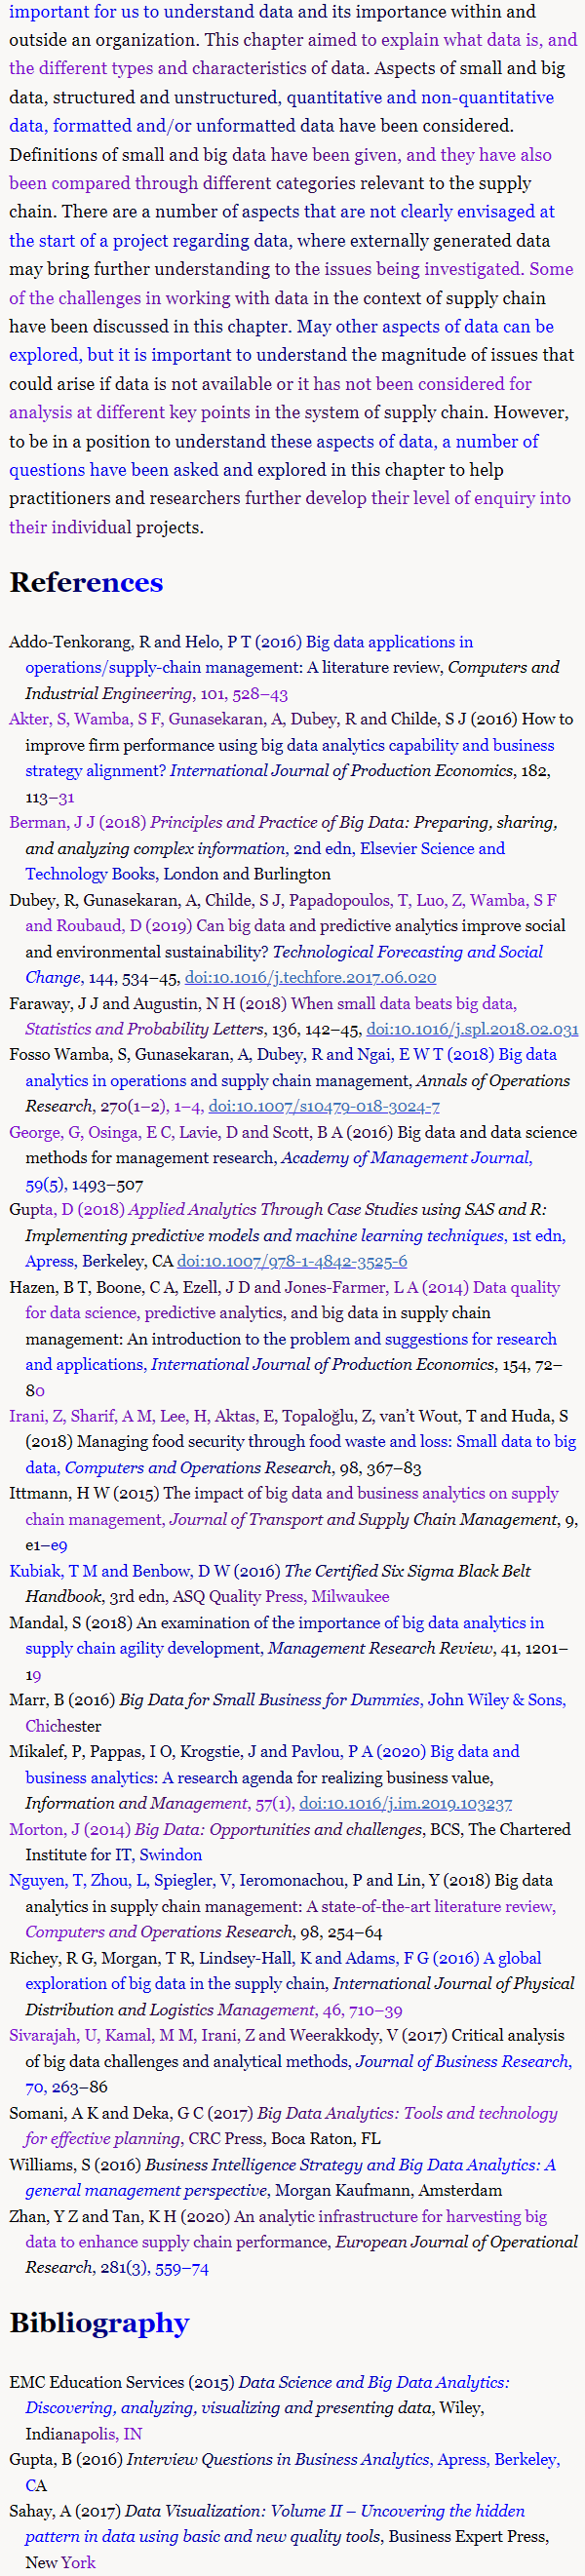 important for us to understand data and its importance within and
outside an organization. This chapter aimed to explain what data is, and
the different types and characteristics of data. Aspects of small and big
data, structured and unstructured, quantitative and non-quantitative
data, formatted and/or unformatted data have been considered.
Definitions of small and big data have been given, and they have also
been compared through different categories relevant to the supply
chain. There are a number of aspects that are not clearly envisaged at
the start of a project regarding data, where externally generated data
may bring further understanding to the issues being investigated. Some
of the challenges in working with data in the context of supply chain
have been discussed in this chapter. May other aspects of data can be
explored, but it is important to understand the magnitude of issues that
could arise if data is not available or it has not been considered for
analysis at different key points in the system of supply chain. However,
to be in a position to understand these aspects of data, a number of
questions have been asked and explored in this chapter to help
practitioners and researchers further develop their level of enquiry into
their individual projects.
References
Addo-Tenkorang, R and Helo, P T (2016) Big data applications in
operations/supply-chain management: A literature review, Computers and
Industrial Engineering, 101, 528–43
Akter, S, Wamba, S F, Gunasekaran, A, Dubey, R and Childe, S J (2016) How to
improve firm performance using big data analytics capability and business
strategy alignment? International Journal of Production Economics, 182,
113–31
Berman, J J (2018) Principles and Practice of Big Data: Preparing, sharing,
and analyzing complex information, 2nd edn, Elsevier Science and
Technology Books, London and Burlington
Dubey, R, Gunasekaran, A, Childe, S J, Papadopoulos, T, Luo, Z, Wamba, S F
and Roubaud, D (2019) Can big data and predictive analytics improve social
and environmental sustainability? Technological Forecasting and Social
Change, 144, 534–45, doi:10.1016/j.techfore.2017.06.020
Faraway, J J and Augustin, N H (2018) When small data beats big data,
Statistics and Probability Letters, 136, 142–45, doi:10.1016/j.spl.2018.02.031
Fosso Wamba, S, Gunasekaran, A, Dubey, R and Ngai, E W T (2018) Big data
analytics in operations and supply chain management, Annals of Operations
Research, 270(1–2), 1–4, doi:10.1007/s10479-018-3024-7
George, G, Osinga, E C, Lavie, D and Scott, B A (2016) Big data and data science
methods for management research, Academy of Management Journal,
59(5), 1493–507
Gupta, D (2018) Applied Analytics Through Case Studies using SAS and R:
Implementing predictive models and machine learning techniques, 1st edn,
Apress, Berkeley, CA doi:10.1007/978-1-4842-3525-6
Hazen, B T, Boone, C A, Ezell, J D and Jones-Farmer, L A (2014) Data quality
for data science, predictive analytics, and big data in supply chain
management: An introduction to the problem and suggestions for research
and applications, International Journal of Production Economics, 154, 72–
80
Irani, Z, Sharif, A M, Lee, H, Aktas, E, Topaloğlu, Z, van’t Wout, T and Huda, S
(2018) Managing food security through food waste and loss: Small data to big
data, Computers and Operations Research, 98, 367–83
Ittmann, H W (2015) The impact of big data and business analytics on supply
chain management, Journal of Transport and Supply Chain Management, 9,
e1–e9
Kubiak, T M and Benbow, D W (2016) The Certified Six Sigma Black Belt
Handbook, 3rd edn, ASQ Quality Press, Milwaukee
Mandal, S (2018) An examination of the importance of big data analytics in
supply chain agility development, Management Research Review, 41, 1201–
19
Marr, B (2016) Big Data for Small Business for Dummies, John Wiley & Sons,
Chichester
Mikalef, P, Pappas, I O, Krogstie, J and Pavlou, P A (2020) Big data and
business analytics: A research agenda for realizing business value,
Information and Management, 57(1), doi:10.1016/j.im.2019.103237
Morton, J (2014) Big Data: Opportunities and challenges, BCS, The Chartered
Institute for IT, Swindon
Nguyen, T, Zhou, L, Spiegler, V, Ieromonachou, P and Lin, Y (2018) Big data
analytics in supply chain management: A state-of-the-art literature review,
Computers and Operations Research, 98, 254–64
Richey, R G, Morgan, T R, Lindsey-Hall, K and Adams, F G (2016) A global
exploration of big data in the supply chain, International Journal of Physical
Distribution and Logistics Management, 46, 710–39
Sivarajah, U, Kamal, M M, Irani, Z and Weerakkody, V (2017) Critical analysis
of big data challenges and analytical methods, Journal of Business Research,
70, 263–86
Somani, A K and Deka, G C (2017) Big Data Analytics: Tools and technology
for effective planning, CRC Press, Boca Raton, FL
Williams, S (2016) Business Intelligence Strategy and Big Data Analytics: A
general management perspective, Morgan Kaufmann, Amsterdam
Zhan, Y Z and Tan, K H (2020) An analytic infrastructure for harvesting big
data to enhance supply chain performance, European Journal of Operational
Research, 281(3), 559–74
Bibliography
EMC Education Services (2015) Data Science and Big Data Analytics:
Discovering, analyzing, visualizing and presenting data, Wiley,
Indianapolis, IN
Gupta, B (2016) Interview Questions in Business Analytics, Apress, Berkeley,
CA
Sahay, A (2017) Data Visualization: Volume II – Uncovering the hidden
pattern in data using basic and new quality tools, Business Expert Press,
New York